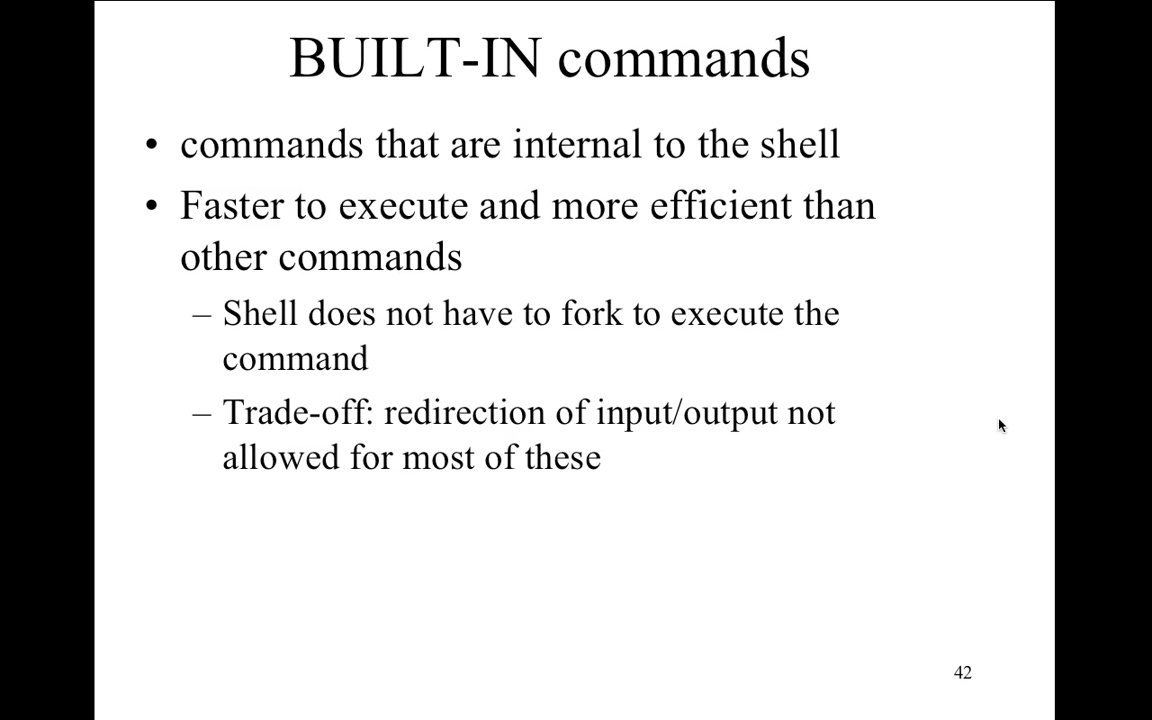 BUILT-IN commands
• commands that are internal to the shell
• Faster to execute and more efficient than
other commands
– Shell does not have to fork to execute the
command
– Trade-off: redirection of input/output not
allowed for most of these
42